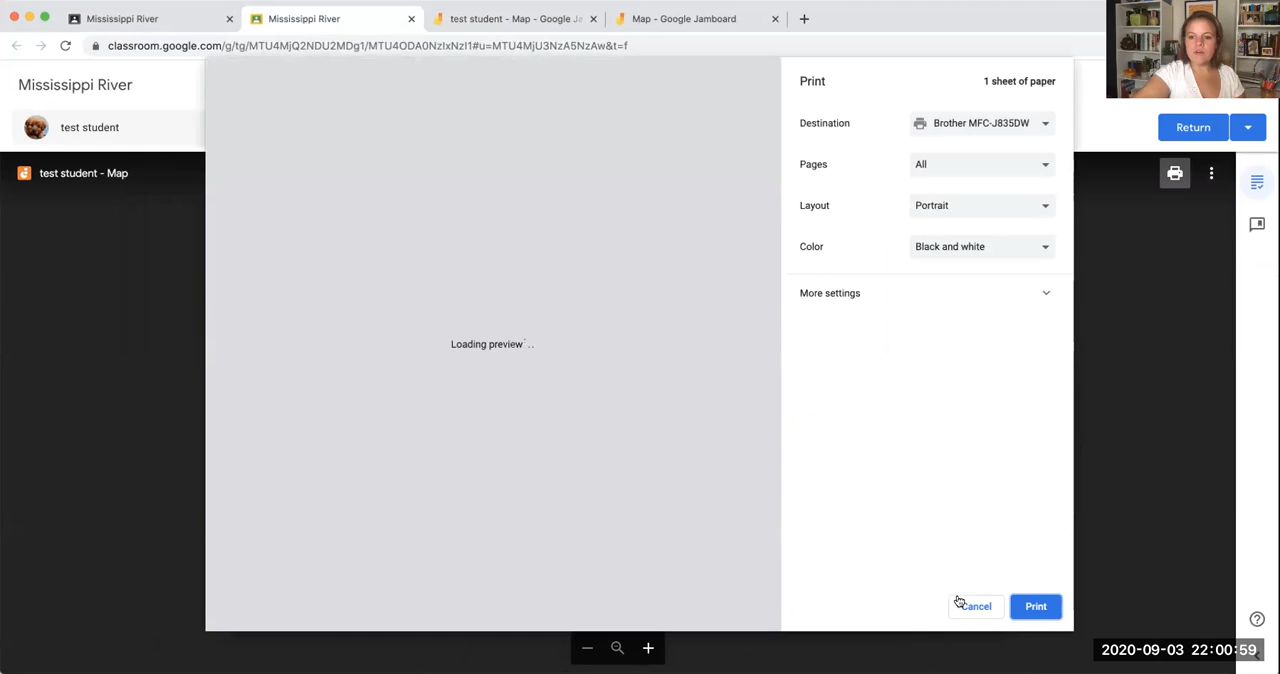 Mississippi River
Mississippi River
test student - Map - Google Ja
Map - Google Jamboard
classroom.google.com/g/tg/MTU4MjQ2NDU2MDg1/MTU4ODA0NzIxNzI1#u=MTU4MjU3NzA5NzAw&t=f
Mississippi River
test student
Return
test student - Map
Print
1 sheet of paper
Destination
Brother MFC-J835DW
Pages
All
Layout
Portrait
Color
Black and white
More settings
Loading preview...
Cancel
Print
2020-09-03 22:00:59